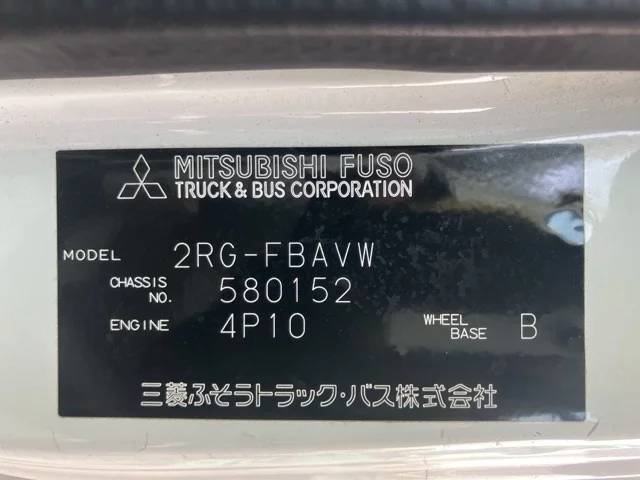 MITSUBISHI FUSO
TRUCK & BUS CORPORATION
MODEL 2RG-FBAVW
CHASSIS NO. 580152
ENGINE 4P10 WHEEL BASE B
三菱ふそうトラック・バス株式会社